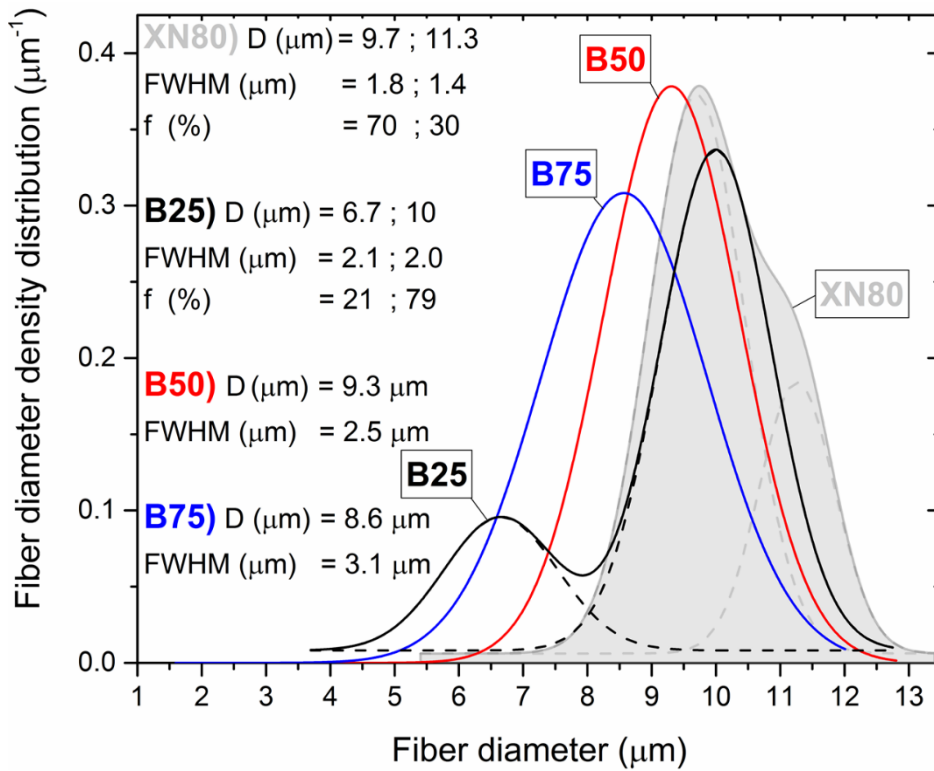 XN80) D (μm) = 9.7 ; 11.3
FWHM (μm) = 1.8 ; 1.4
f (%) = 70 ; 30
B25) D (μm) = 6.7 ; 10
FWHM (μm) = 2.1 ; 2.0
f (%) = 21 ; 79
B50) D (μm) = 9.3 μm
FWHM (μm) = 2.5 μm
B75) D (μm) = 8.6 μm
FWHM (μm) = 3.1 μm
B50
B75
XN80
B25
Fiber diameter density distribution (μm⁻¹)
0.4
0.3
0.2
0.1
0.0
1 2 3 4 5 6 7 8 9 10 11 12 13
Fiber diameter (μm)